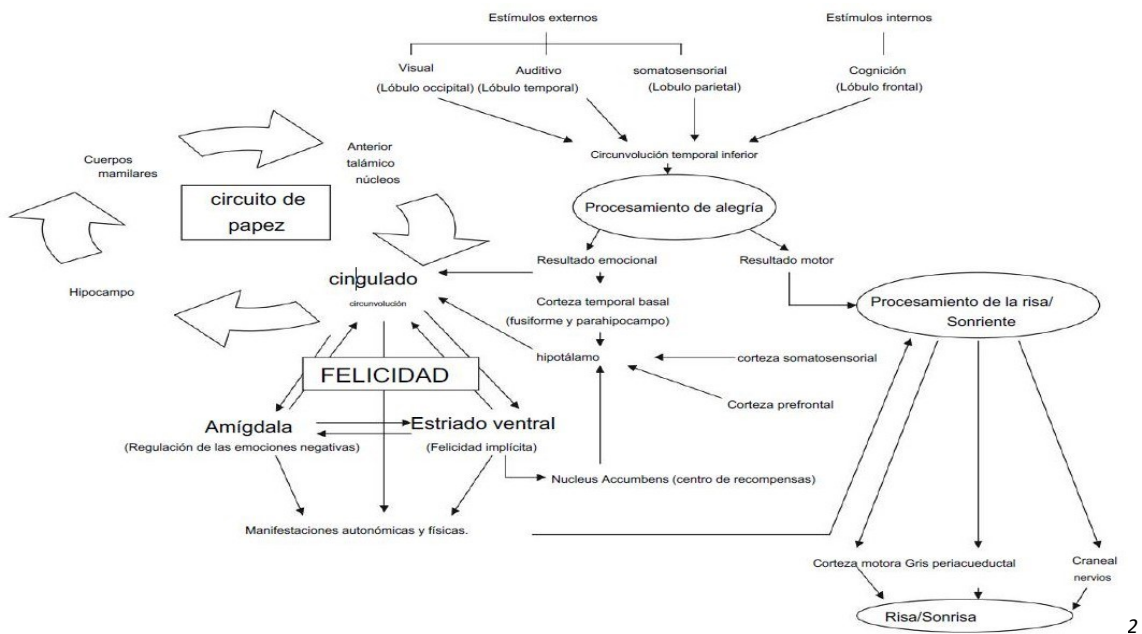 Estímulos externos
Estímulos internos
Visual
(Lóbulo occipital)
Auditivo
(Lóbulo temporal)
somatosensorial
(Lobulo parietal)
Cognición
(Lóbulo frontal)
Circunvolución temporal inferior
Procesamiento de alegría
Cuerpos
mamilares
Anterior
talámico
núcleos
circuito de
papez
Hipocampo
cingulado
circunvolución
Resultado emocional
Resultado motor
Corteza temporal basal
(fusiforme y parahipocampo)
Procesamiento de la risa/
Sonriente
hipotálamo
corteza somatosensorial
Corteza prefrontal
FELICIDAD
Amígdala
(Regulación de las emociones negativas)
Estriado ventral
(Felicidad implícita)
Nucleus Accumbens (centro de recompensas)
Manifestaciones autonómicas y físicas.
Corteza motora
Gris periacueductal
Craneal
nervios
Risa/Sonrisa
2